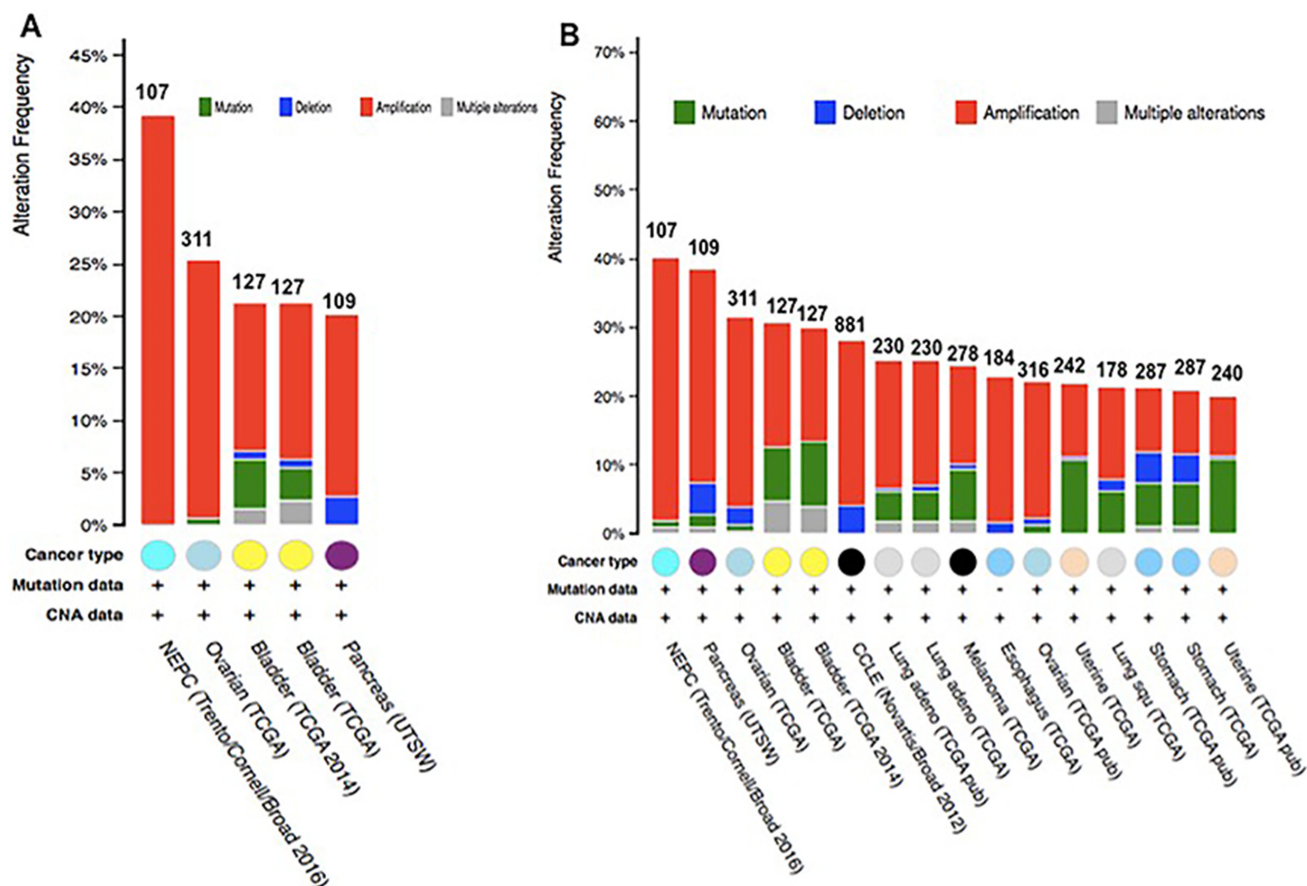 A
Alteration Frequency
45%
40%
35%
30%
25%
20%
15%
10%
5%
0%
Mutation
Deletion
Amplification
Multiple alterations
107
311
127
127
109
Cancer type
Mutation data + + + + +
CNA data + + + + +
NEPC (Trento/Cornell/Broad 2016)
Ovarian (TCGA)
Bladder (TCGA 2014)
Bladder (TCGA)
Pancreas (UTSW)
B
Alteration Frequency
70%
60%
50%
40%
30%
20%
10%
0%
Mutation
Deletion
Amplification
Multiple alterations
107
109
311
127
127
881
230
230
278
184
316
242
178
287
287
240
Cancer type
Mutation data + + + + + + + + + - + + + + + +
CNA data + + + + + + + + + + + + + + + +
NEPC (Trento/Cornell/Broad 2016)
Pancreas (UTSW)
Ovarian (TCGA)
Bladder (TCGA)
Bladder (TCGA 2014)
CCLE (Novartis/Broad 2012)
Lung adeno (TCGA pub)
Lung adeno (TCGA)
Melanoma (TCGA)
Esophagus (TCGA)
Ovarian (TCGA pub)
Uterine (TCGA)
Lung squ (TCGA)
Stomach (TCGA pub)
Stomach (TCGA)
Uterine (TCGA pub)